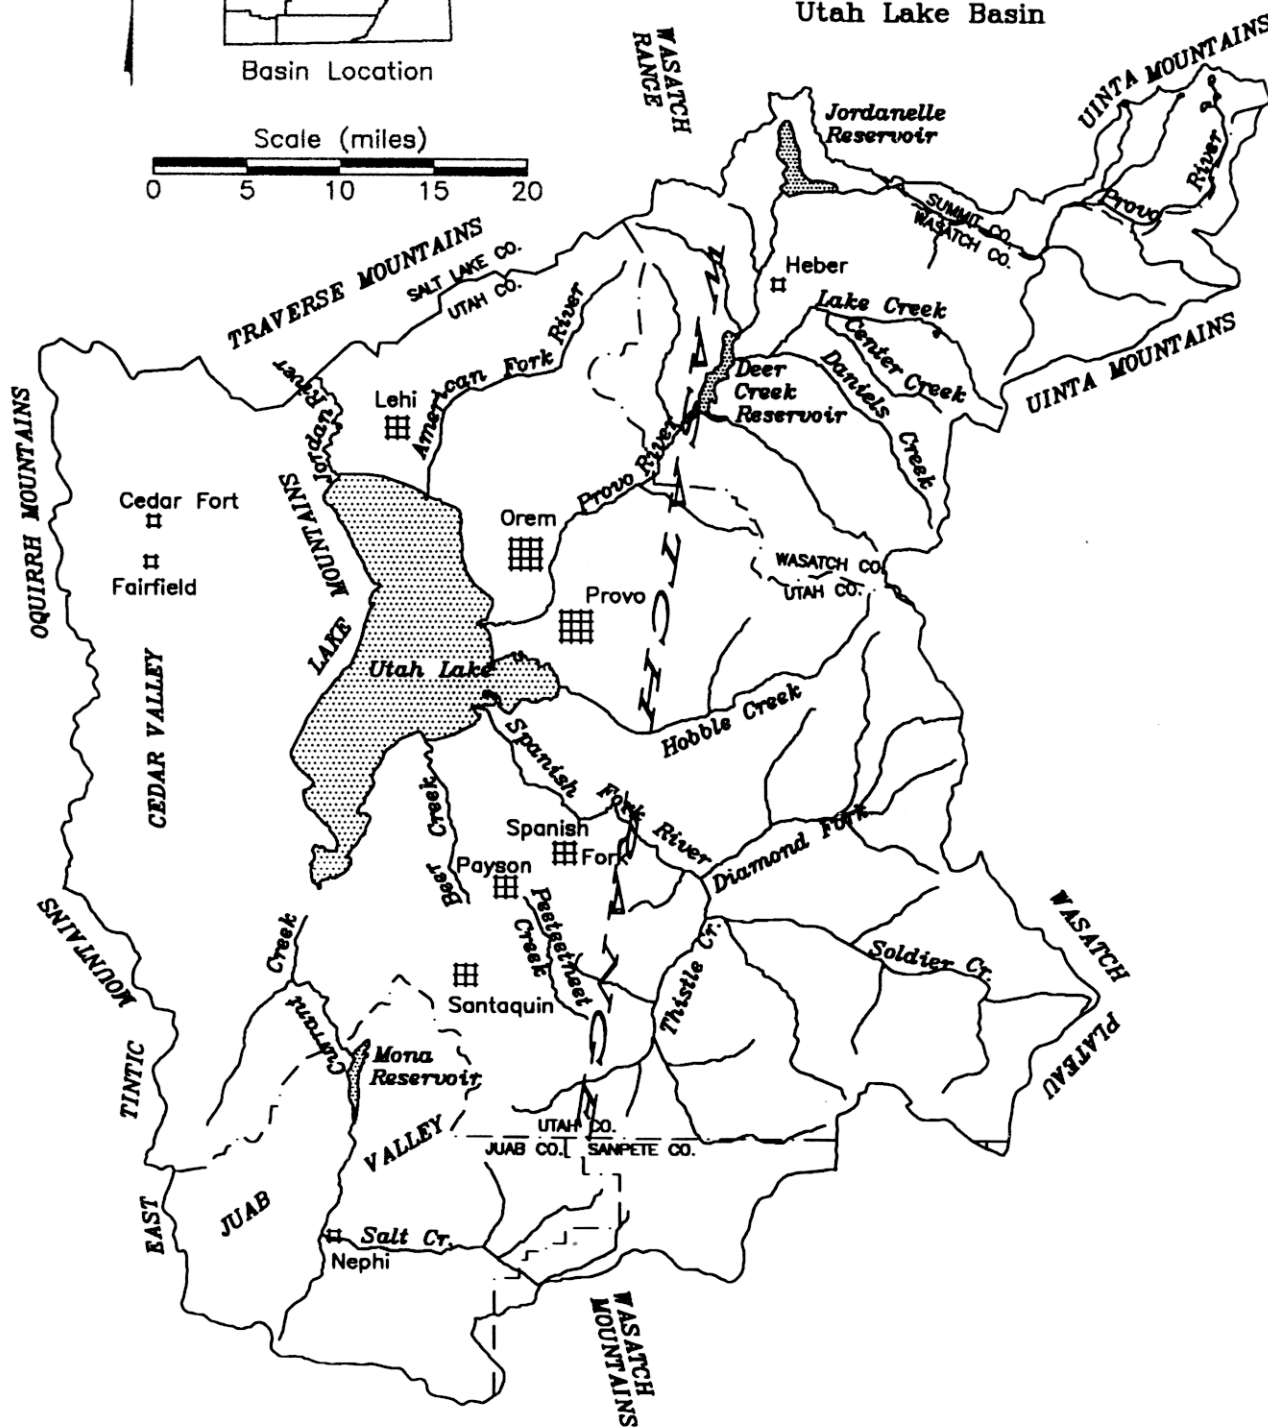 Utah Lake Basin
Basin Location
Scale (miles)
0 5 10 15 20
WASATCH
RANGE
UINTA MOUNTAINS
Jordanelle
Reservoir
Provo River
SUMMIT CO.
WASATCH CO.
TRAVERSE MOUNTAINS
SALT LAKE CO.
UTAH CO.
Heber
Lake Creek
Center Creek
Daniels Creek
UINTA MOUNTAINS
Deer
Creek
Reservoir
American Fork River
Jordan River
Lehi
OQUIRRH MOUNTAINS
Cedar Fort
Fairfield
LAKE MOUNTAINS
Provo River
Orem
Provo
WASATCH CO.
UTAH CO.
CEDAR VALLEY
Utah Lake
Hobble Creek
Spanish Fork River
Diamond Fork
Beer Creek
Spanish
Fork
Payson
Peeteetneet
Creek
Thistle Cr.
Soldier Cr.
WASATCH
PLATEAU
Santaquin
Currant Creek
Mona
Reservoir
EAST TINTIC MOUNTAINS
JUAB VALLEY
UTAH CO.
JUAB CO. SANPETE CO.
Salt Cr.
Nephi
WASATCH
MOUNTAINS